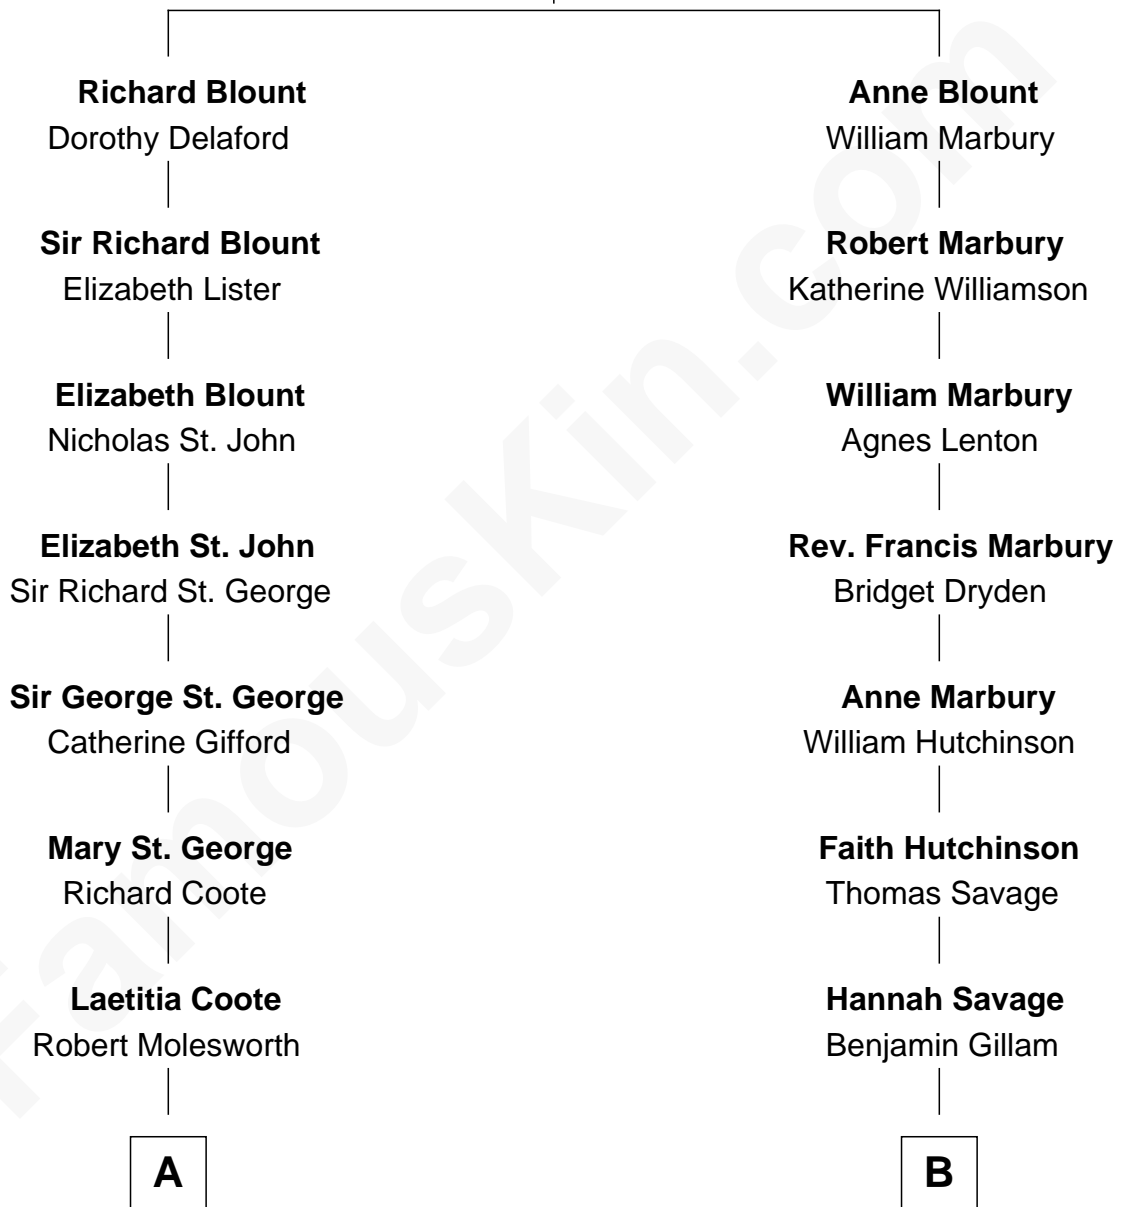 Richard Blount
Dorothy Delaford
Sir Richard Blount
Elizabeth Lister
Elizabeth Blount
Nicholas St. John
Elizabeth St. John
Sir Richard St. George
Sir George St. George
Catherine Gifford
Mary St. George
Richard Coote
Laetitia Coote
Robert Molesworth
A
Anne Blount
William Marbury
Robert Marbury
Katherine Williamson
William Marbury
Agnes Lenton
Rev. Francis Marbury
Bridget Dryden
Anne Marbury
William Hutchinson
Faith Hutchinson
Thomas Savage
Hannah Savage
Benjamin Gillam
B
FamousKin.com